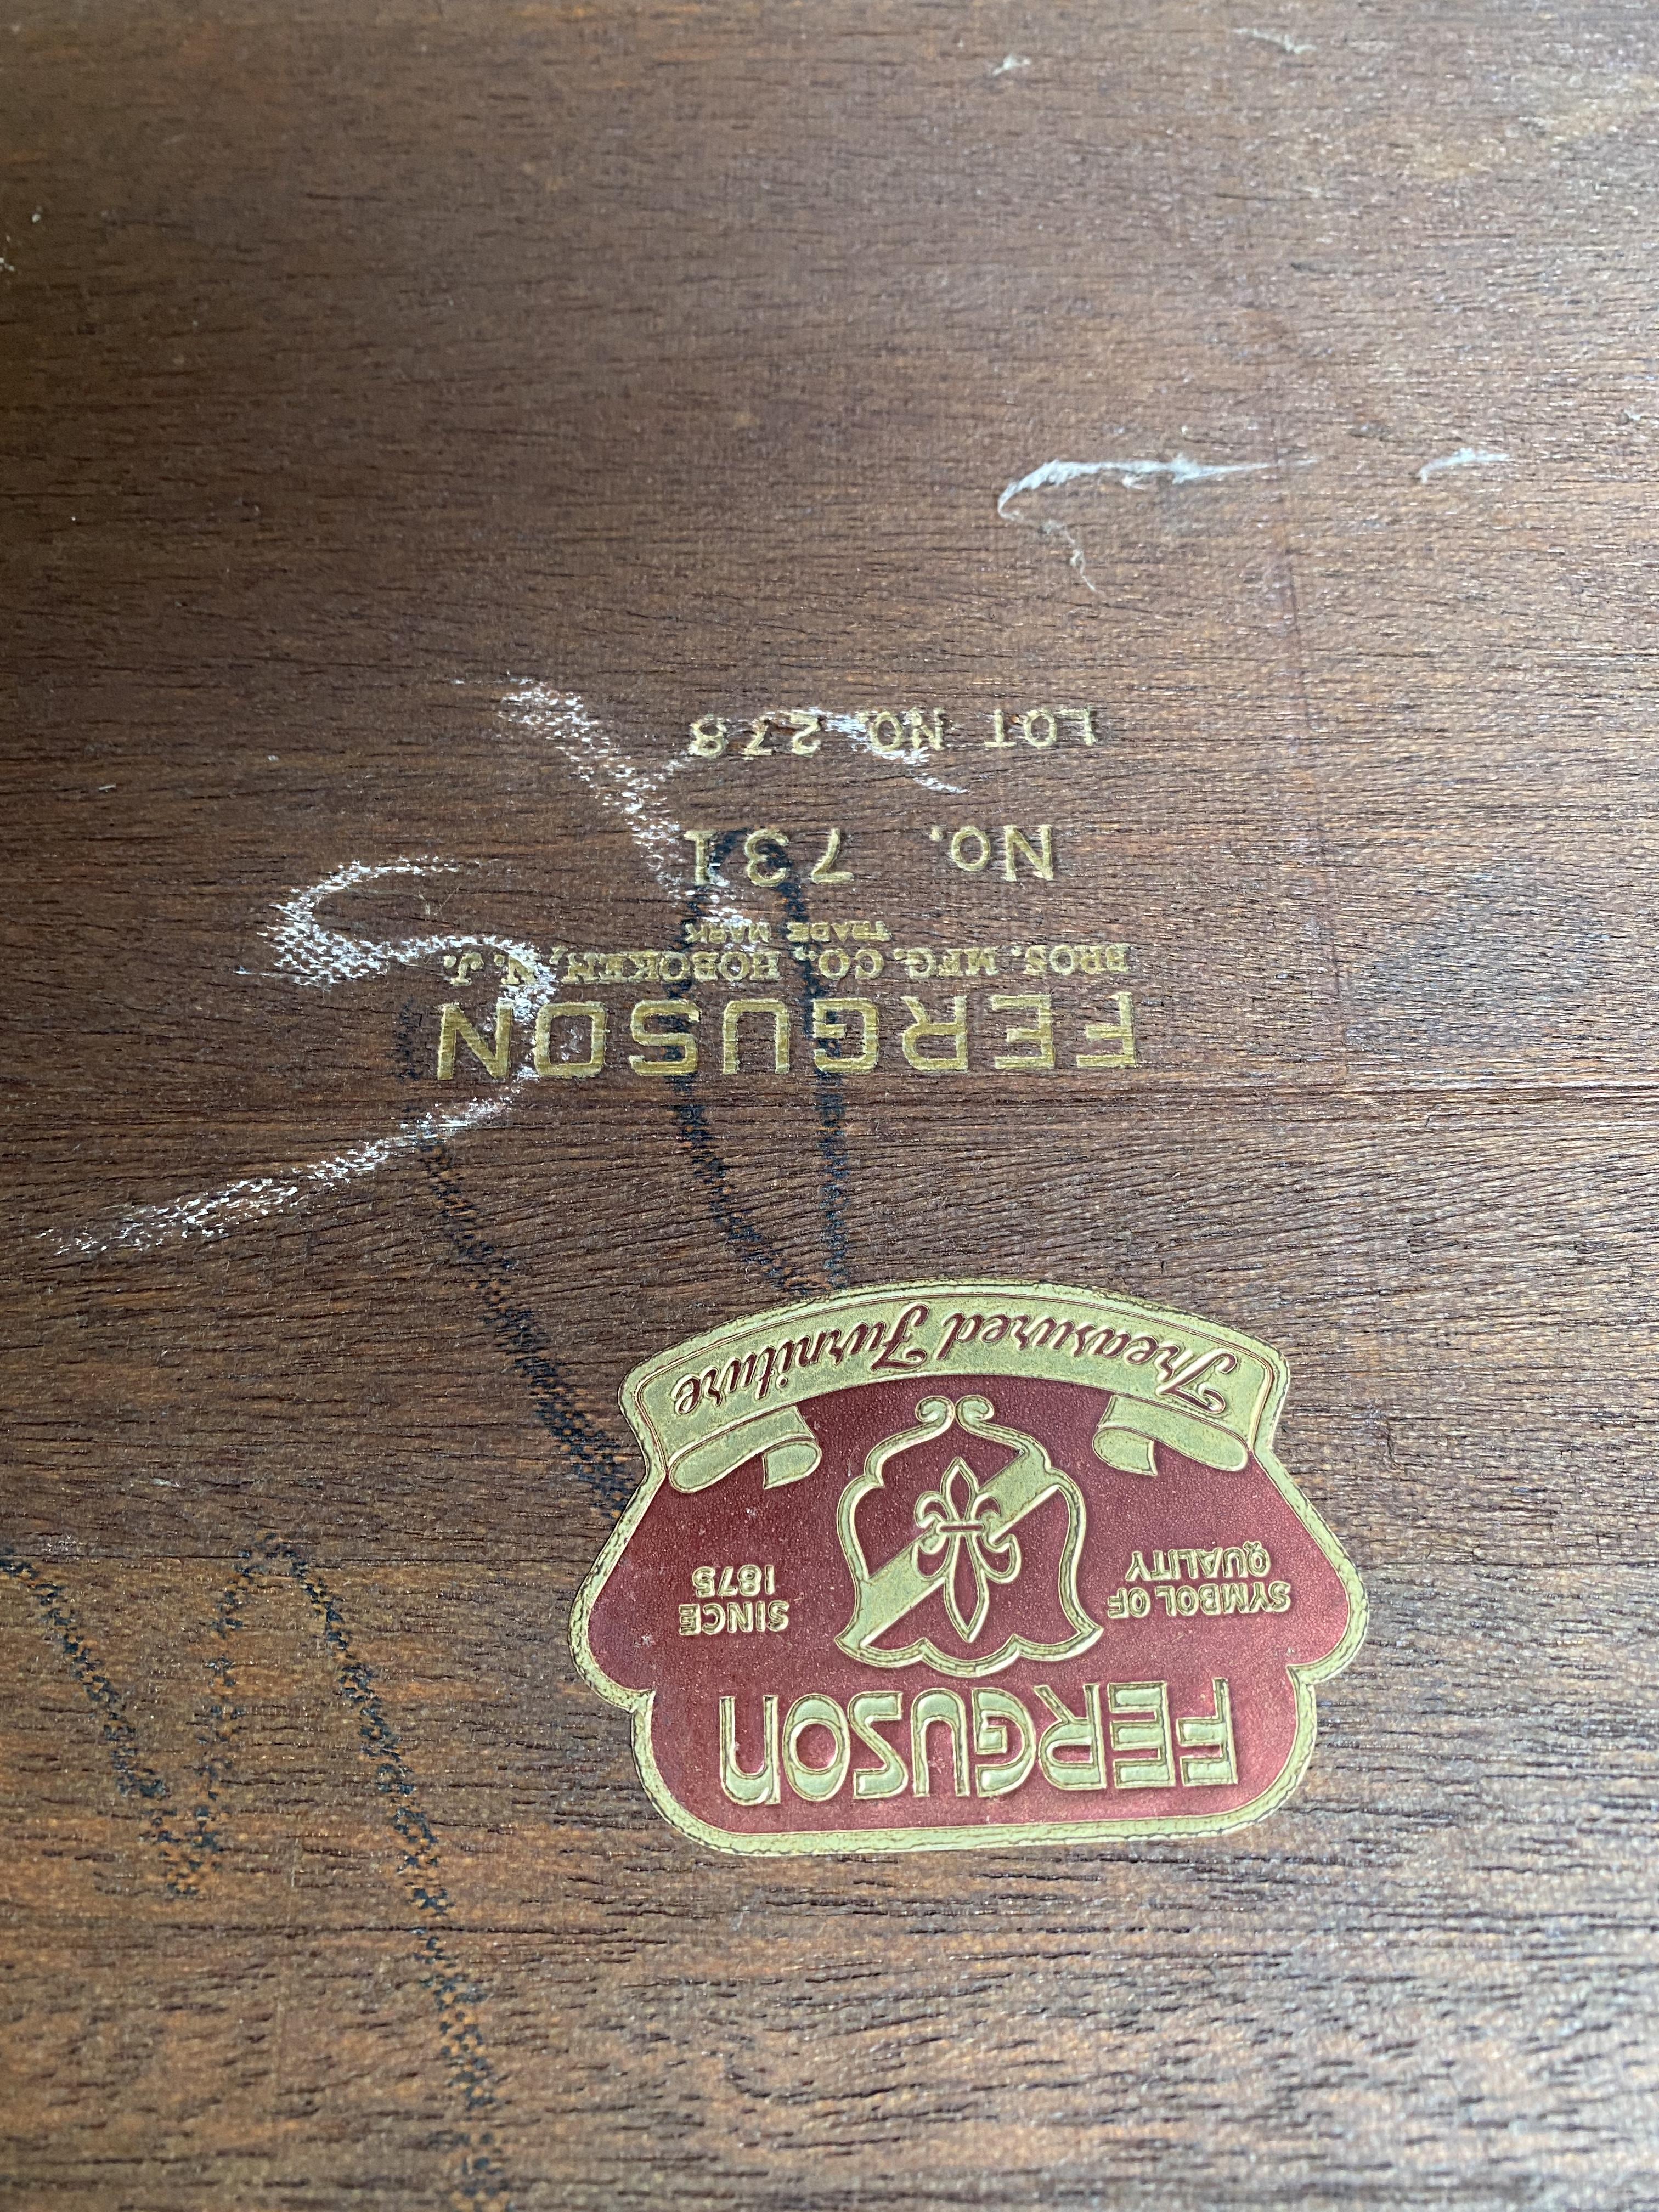 FERGUSON
SYMBOL OF
QUALITY
SINCE
1875
Treasured Furniture
FERGUSON
BROS. MFG. CO., HOBOKEN, N. J.
TRADE MARK
No. 731
LOT NO. 278